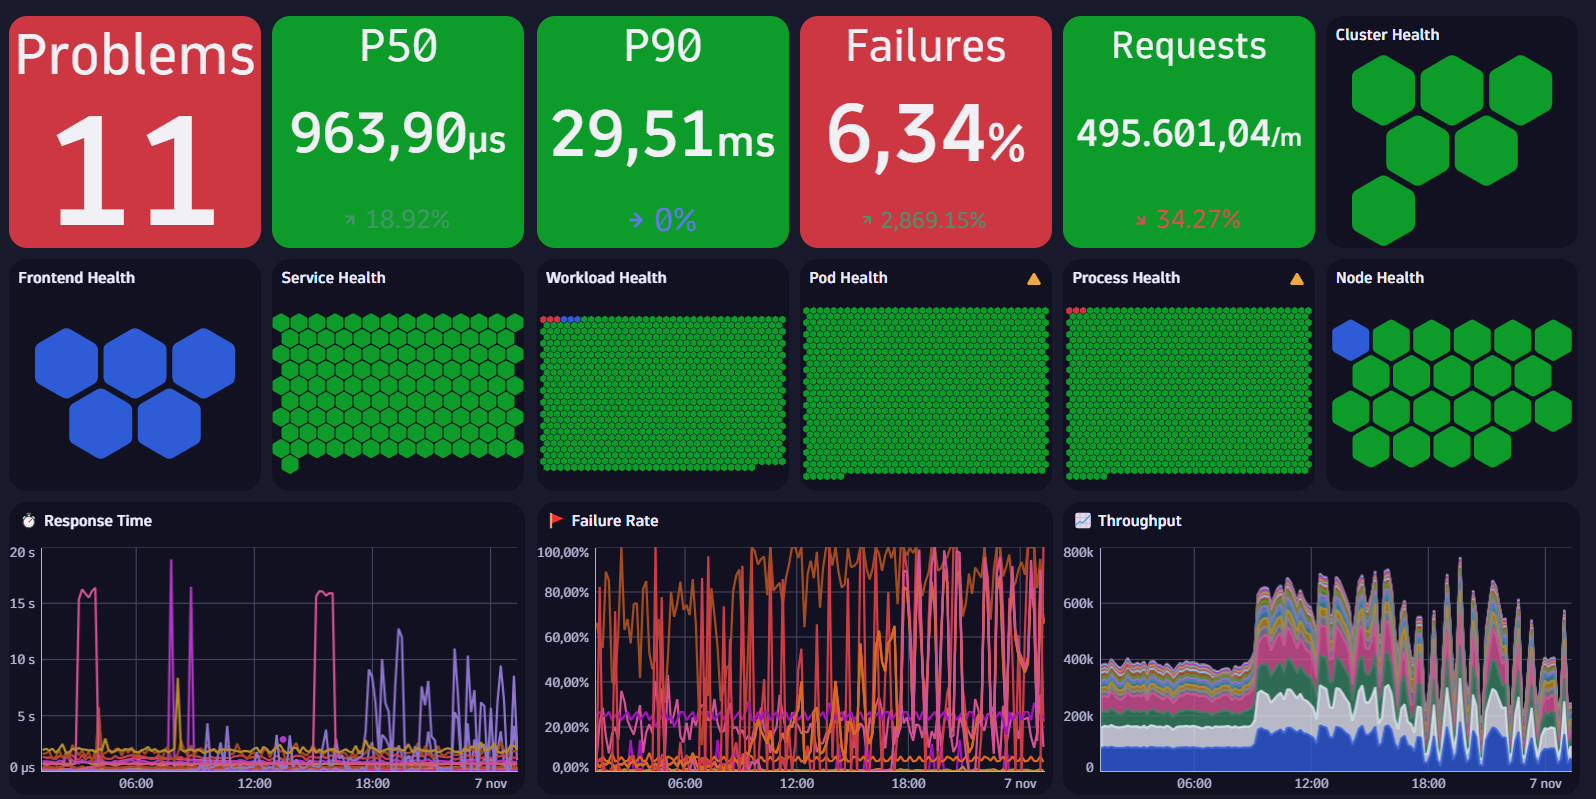 Problems
11
P50
963,90µs
18.92%
P90
29,51ms
0%
Failures
6,34%
2,869.15%
Requests
495.601,04/m
34.27%
Cluster Health
Frontend Health
Service Health
Workload Health
Pod Health
Process Health
Node Health
Response Time
20 s
15 s
10 s
5 s
0 µs
06:00
12:00
18:00
7 nov
Failure Rate
100,00%
80,00%
60,00%
40,00%
20,00%
0,00%
06:00
12:00
18:00
7 nov
Throughput
800k
600k
400k
200k
0
06:00
12:00
18:00
7 nov